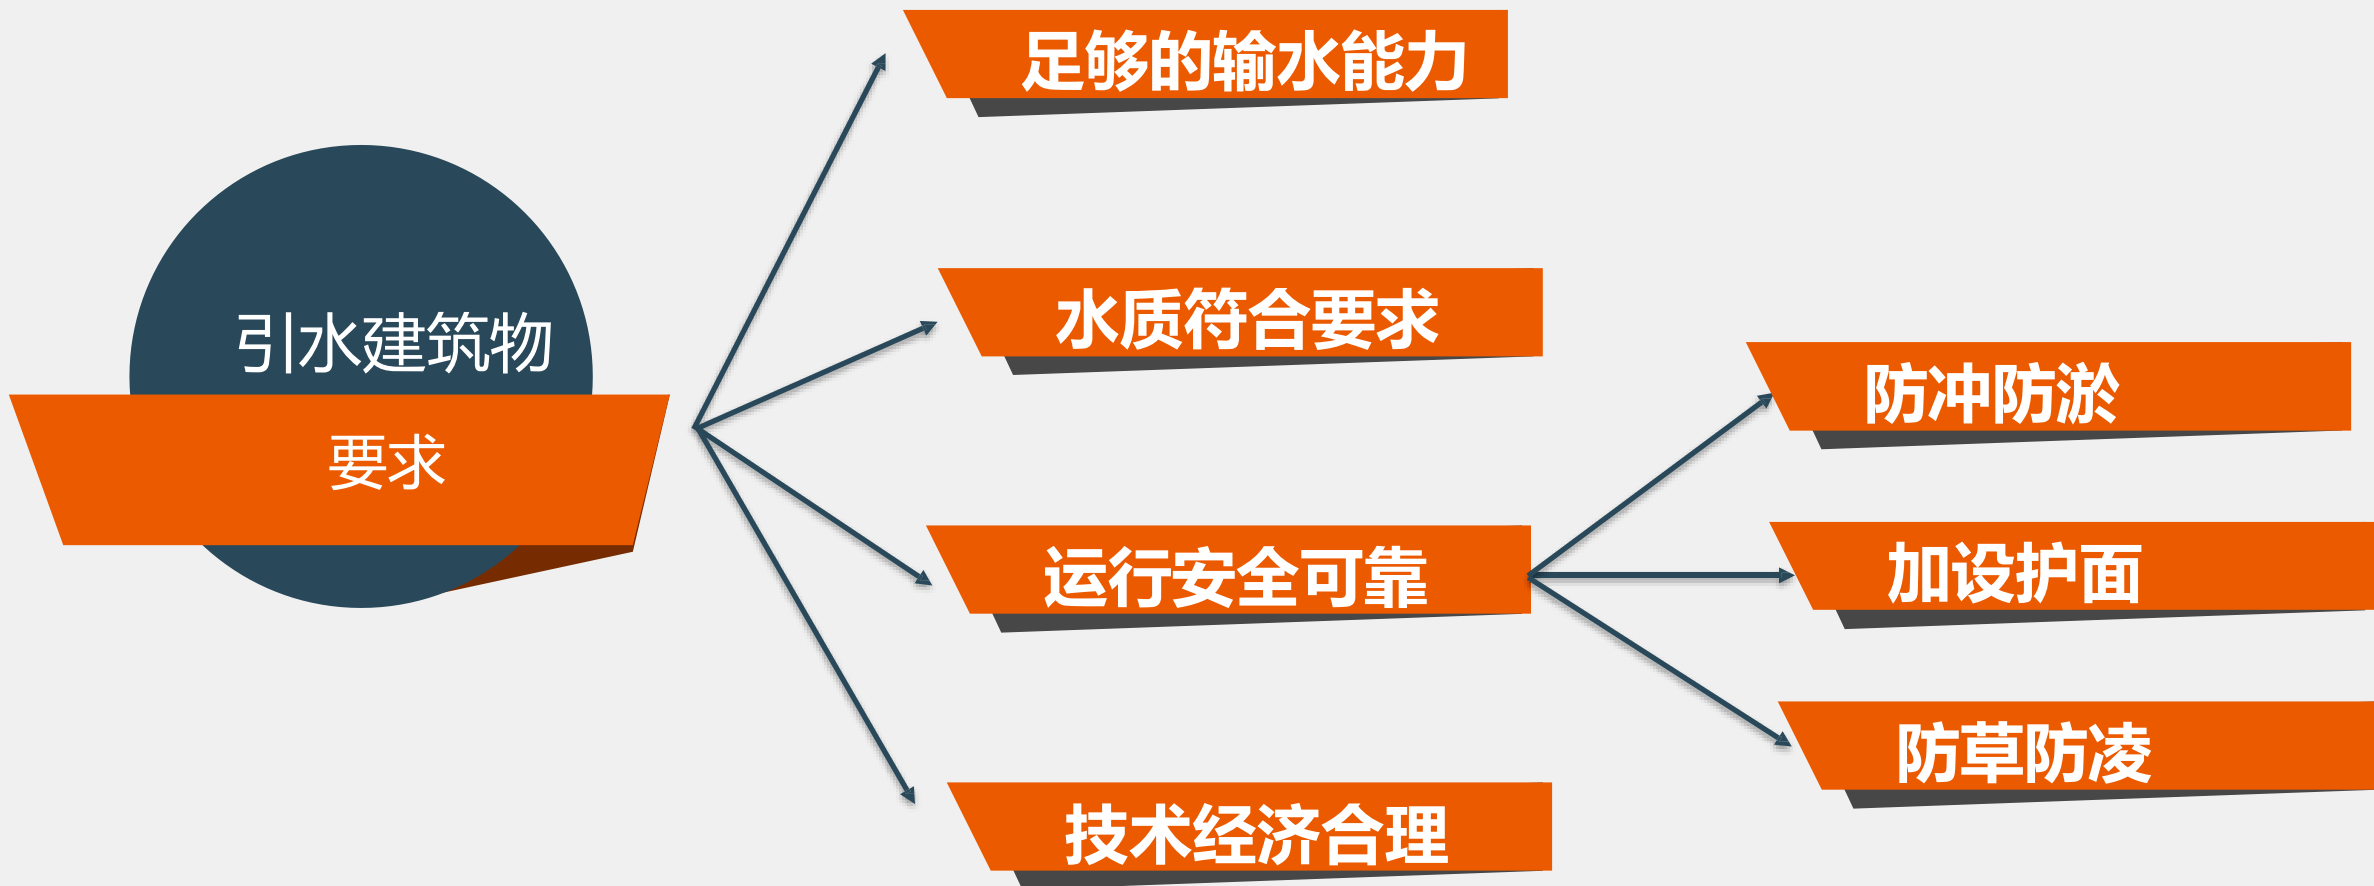 引水建筑物
要求
足够的输水能力
水质符合要求
运行安全可靠
技术经济合理
防冲防淤
加设护面
防草防凌